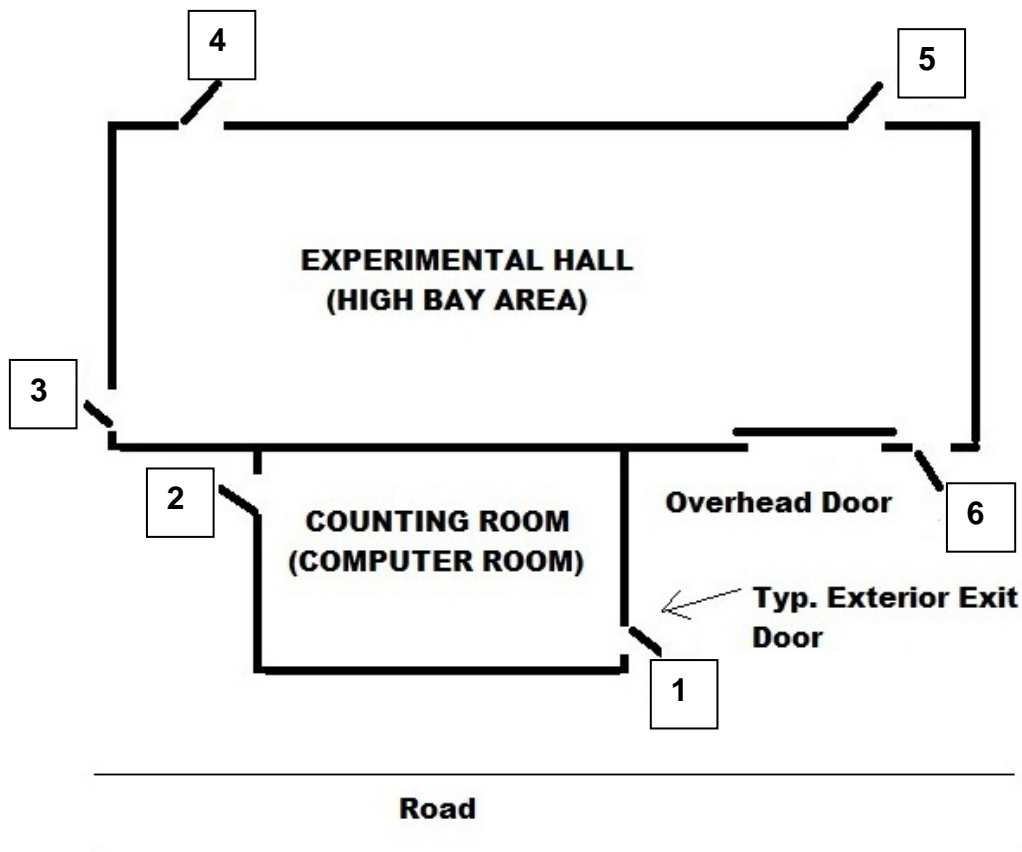 4
5
EXPERIMENTAL HALL
(HIGH BAY AREA)
3
2
COUNTING ROOM
(COMPUTER ROOM)
Overhead Door
6
Typ. Exterior Exit
Door
1
Road